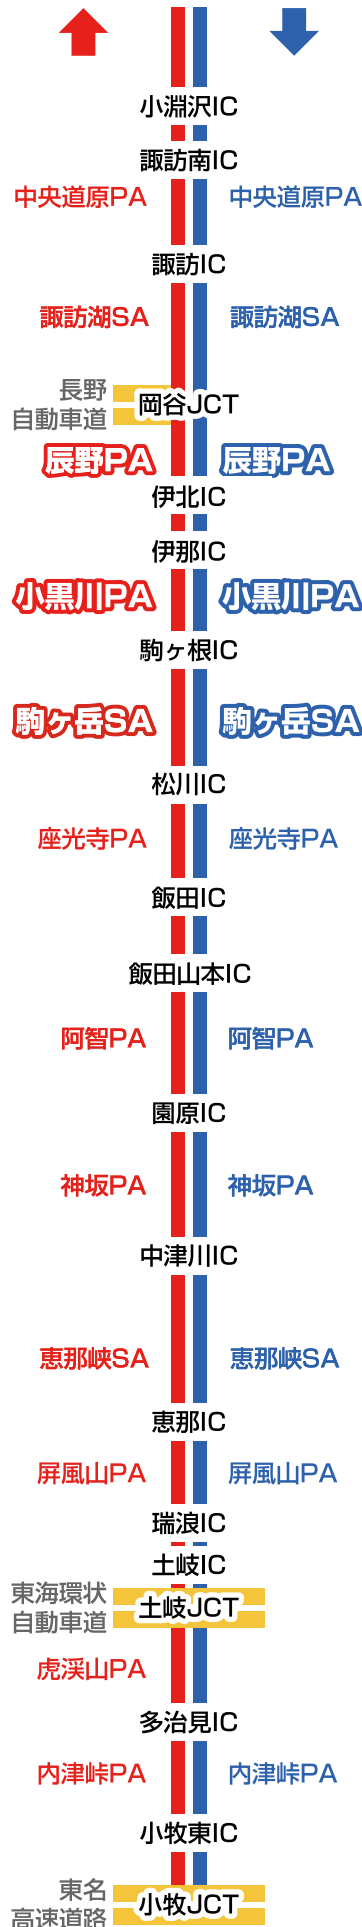 小淵沢IC
諏訪南IC
中央道原PA 中央道原PA
諏訪IC
諏訪湖SA 諏訪湖SA
長野
自動車道
岡谷JCT
辰野PA 辰野PA
伊北IC
伊那IC
小黒川PA 小黒川PA
駒ヶ根IC
駒ヶ岳SA 駒ヶ岳SA
松川IC
座光寺PA 座光寺PA
飯田IC
飯田山本IC
阿智PA 阿智PA
園原IC
神坂PA 神坂PA
中津川IC
恵那峡SA 恵那峡SA
恵那IC
屏風山PA 屏風山PA
瑞浪IC
土岐IC
東海環状
自動車道
土岐JCT
虎渓山PA
多治見IC
内津峠PA 内津峠PA
小牧東IC
東名
高速道路
小牧JCT